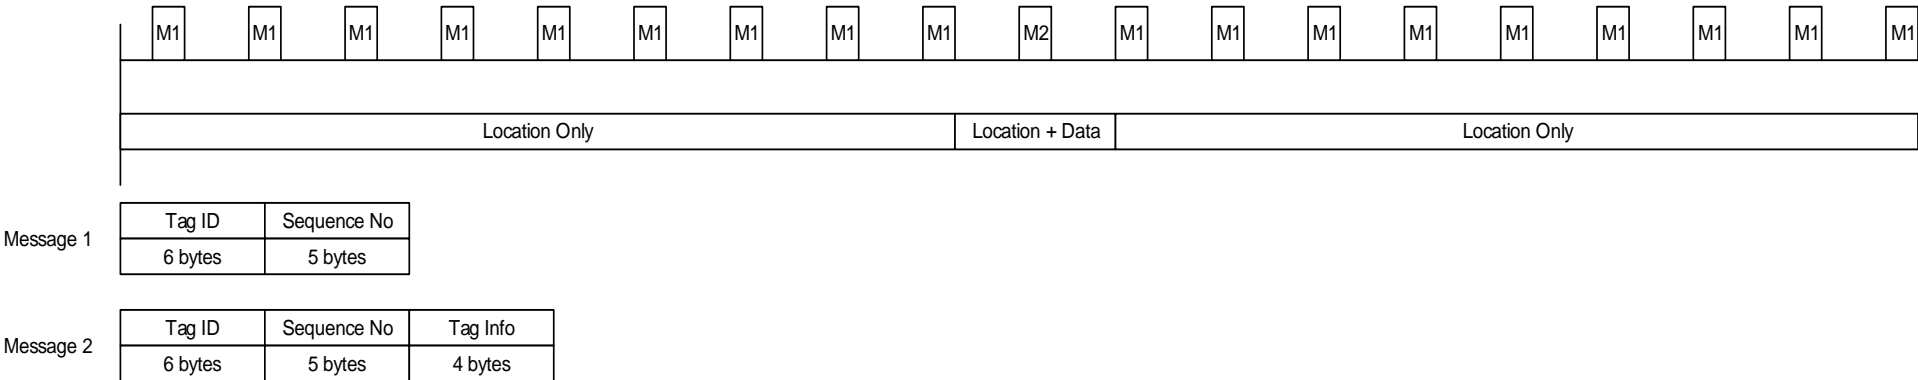 M1 M1 M1 M1 M1 M1 M1 M1 M1 M2 M1 M1 M1 M1 M1 M1 M1 M1 M1
Location Only Location + Data Location Only
Tag ID Sequence No
Message 1
6 bytes 5 bytes
Tag ID Sequence No Tag Info
Message 2
6 bytes 5 bytes 4 bytes